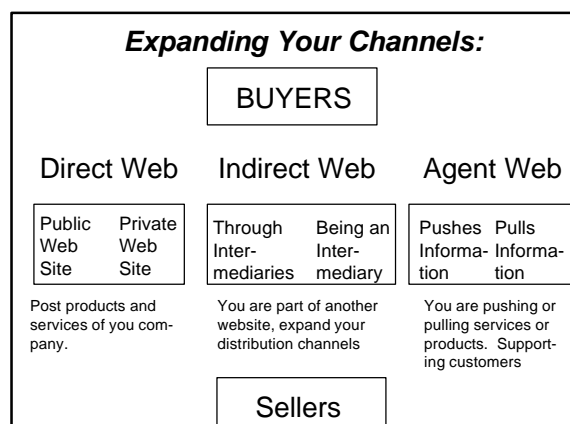 Expanding Your Channels:
BUYERS
Direct Web
Indirect Web
Agent Web
Public
Web
Site
Private
Web
Site
Through
Inter-
mediaries
Being an
Inter-
mediary
Pushes
Informa-
tion
Pulls
Informa-
tion
Post products and
services of you com-
pany.
You are part of another
website, expand your
distribution channels
You are pushing or
pulling services or
products. Support-
ing customers
Sellers